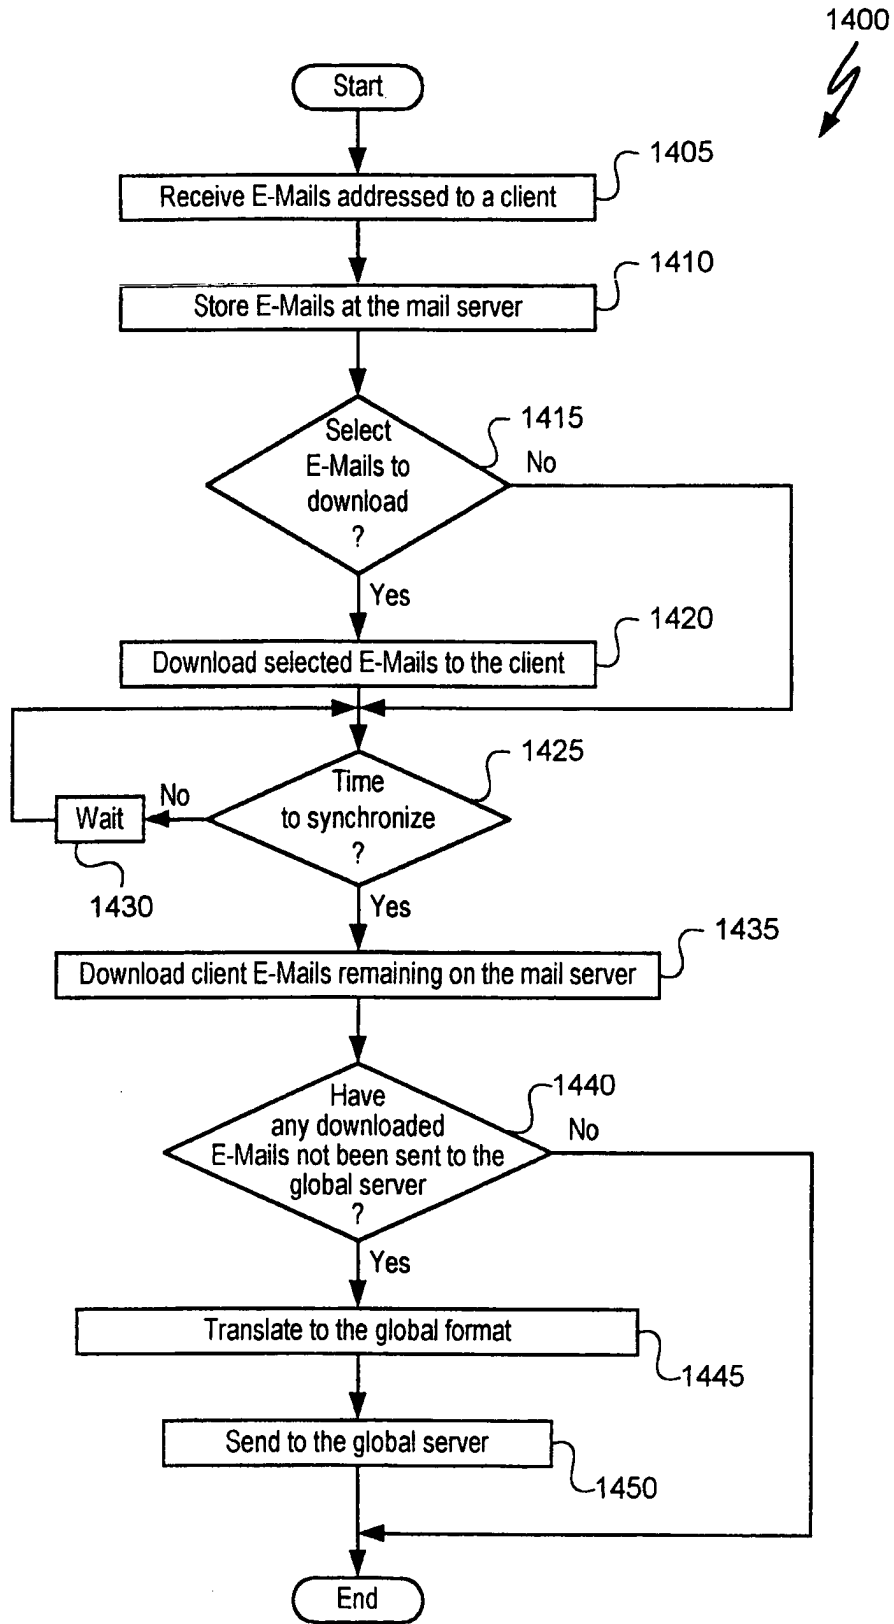 1400
Start
1405
Receive E-Mails addressed to a client
1410
Store E-Mails at the mail server
1415
Select
E-Mails to
download
?
No
Yes
1420
Download selected E-Mails to the client
1425
Time
to synchronize
?
No
Wait
1430
Yes
1435
Download client E-Mails remaining on the mail server
1440
Have
any downloaded
E-Mails not been sent to the
global server
?
No
Yes
Translate to the global format
1445
Send to the global server
1450
End